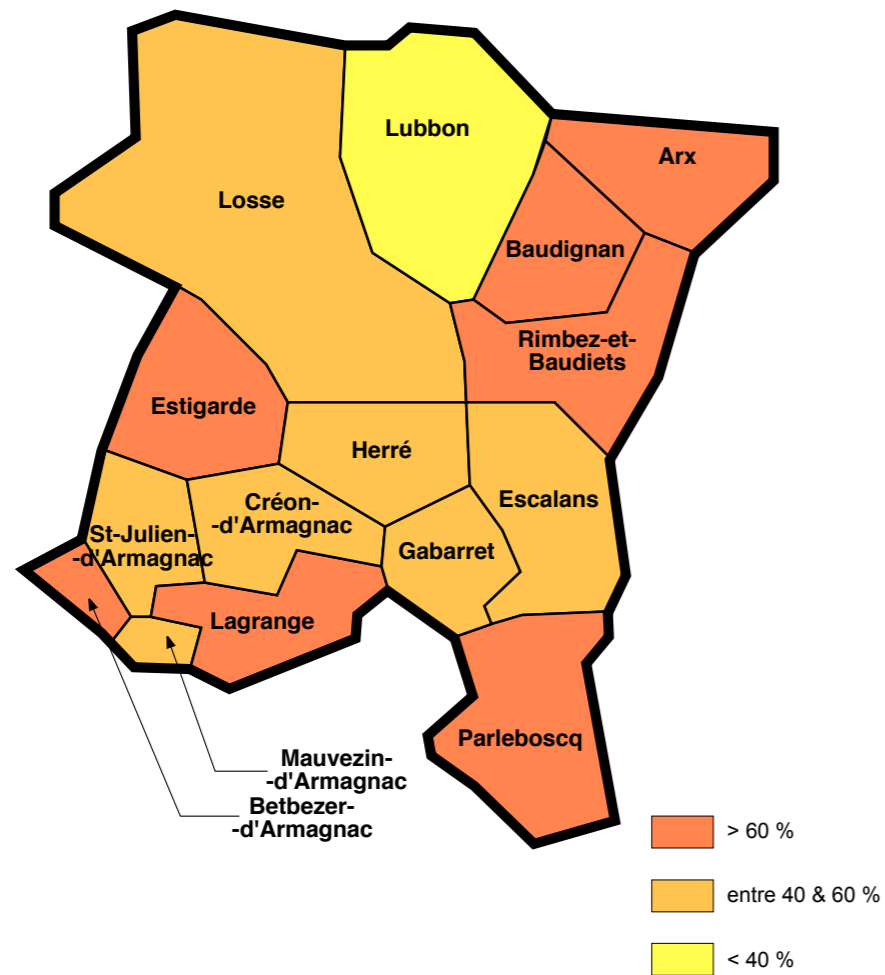 Lubbon
Arx
Losse
Baudignan
Rimbez-et-
Baudiets
Estigarde
Herré
Escalans
Créon-
-d'Armagnac
St-Julien-
-d'Armagnac
Gabarret
Lagrange
Parleboscq
Mauvezin-
-d'Armagnac
Betbezer-
-d'Armagnac
> 60 %
entre 40 & 60 %
< 40 %